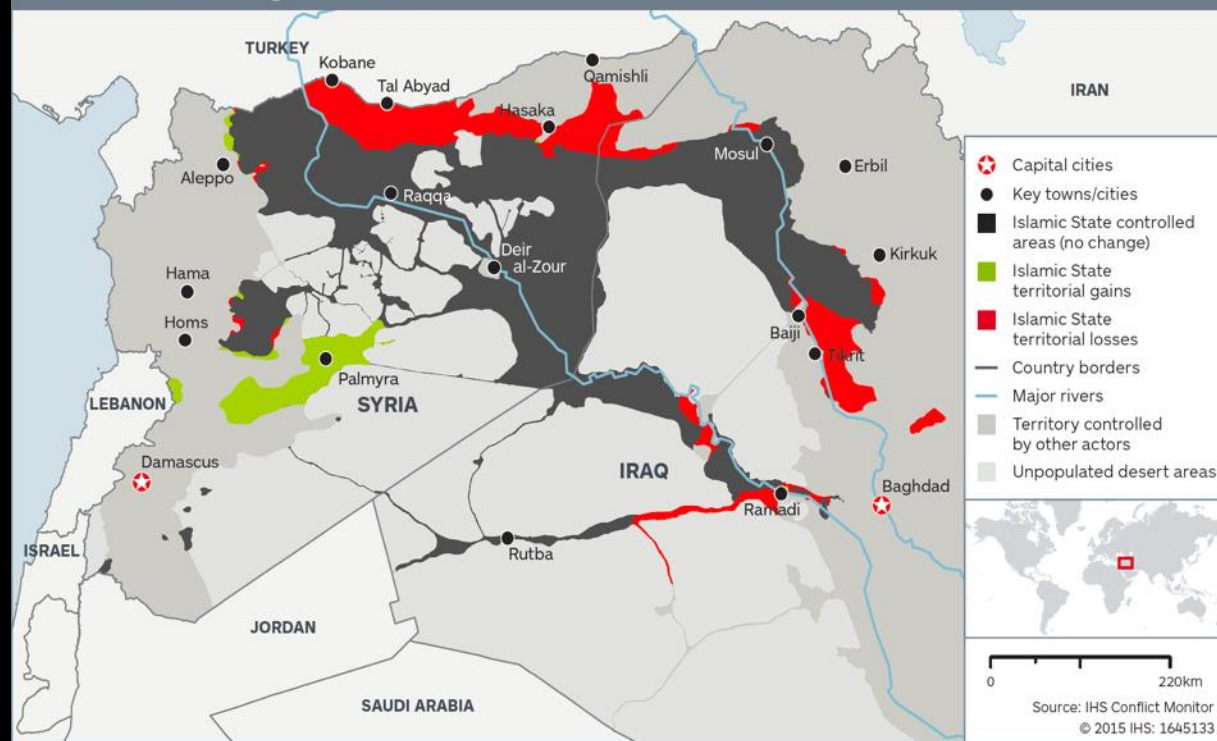 TURKEY
Kobane
Tal Abyad
Qamishli
Hasaka
IRAN
Mosul
Erbil
Aleppo
Raqqa
Kirkuk
Deir
al-Zour
Hama
Homs
Baiji
Tikrit
Palmyra
LEBANON
SYRIA
Damascus
IRAQ
Baghdad
Ramadi
ISRAEL
Rutba
JORDAN
SAUDI ARABIA
Capital cities
Key towns/cities
Islamic State controlled
areas (no change)
Islamic State
territorial gains
Islamic State
territorial losses
Country borders
Major rivers
Territory controlled
by other actors
Unpopulated desert areas
0
220km
Source: IHS Conflict Monitor
© 2015 IHS: 1645133